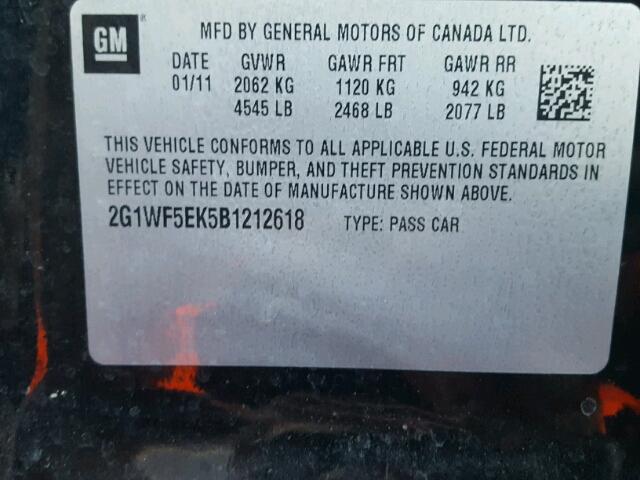 GM
MFD BY GENERAL MOTORS OF CANADA LTD.
DATE GVWR GAWR FRT GAWR RR
01/11 2062 KG 1120 KG 942 KG
4545 LB 2468 LB 2077 LB
THIS VEHICLE CONFORMS TO ALL APPLICABLE U.S. FEDERAL MOTOR
VEHICLE SAFETY, BUMPER, AND THEFT PREVENTION STANDARDS IN
EFFECT ON THE DATE OF MANUFACTURE SHOWN ABOVE.
2G1WF5EK5B1212618 TYPE: PASS CAR